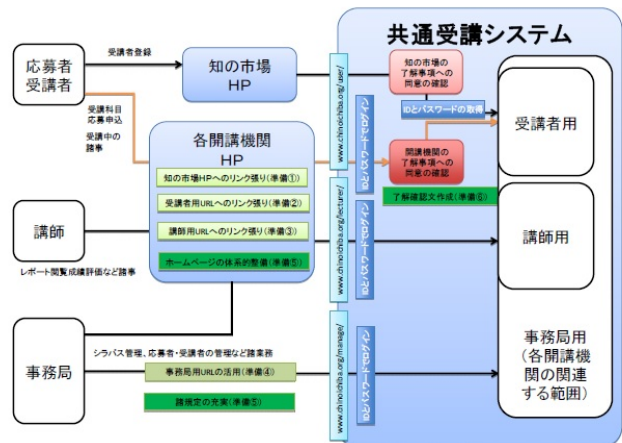 共通受講システム
応募者
受講者
受講者登録
知の市場
HP
受講科目
応募申込
受講中の
諸事
www.chinoichiba.org/user/
知の市場の
了解事項への
同意の確認
IDとパスワードの取得
受講者用
各開講機関
HP
知の市場HPへのリンク張り(準備①)
受講者用URLへのリンク張り(準備②)
講師用URLへのリンク張り(準備③)
ホームページの体系的整備(準備⑤)
IDとパスワードでログイン
開講機関の
了解事項への
同意の確認
了解確認文作成(準備⑥)
講師
レポート閲覧成績評価など諸事
www.chinoichiba.org/lecturer/
IDとパスワードでログイン
講師用
事務局
シラバス管理、応募者・受講者の管理など諸業務
事務局用URLの活用(準備④)
諸規定の充実(準備⑤)
www.chinoichiba.org/manage/
IDとパスワードでログイン
事務局用
(各開講機
関の関連
する範囲)